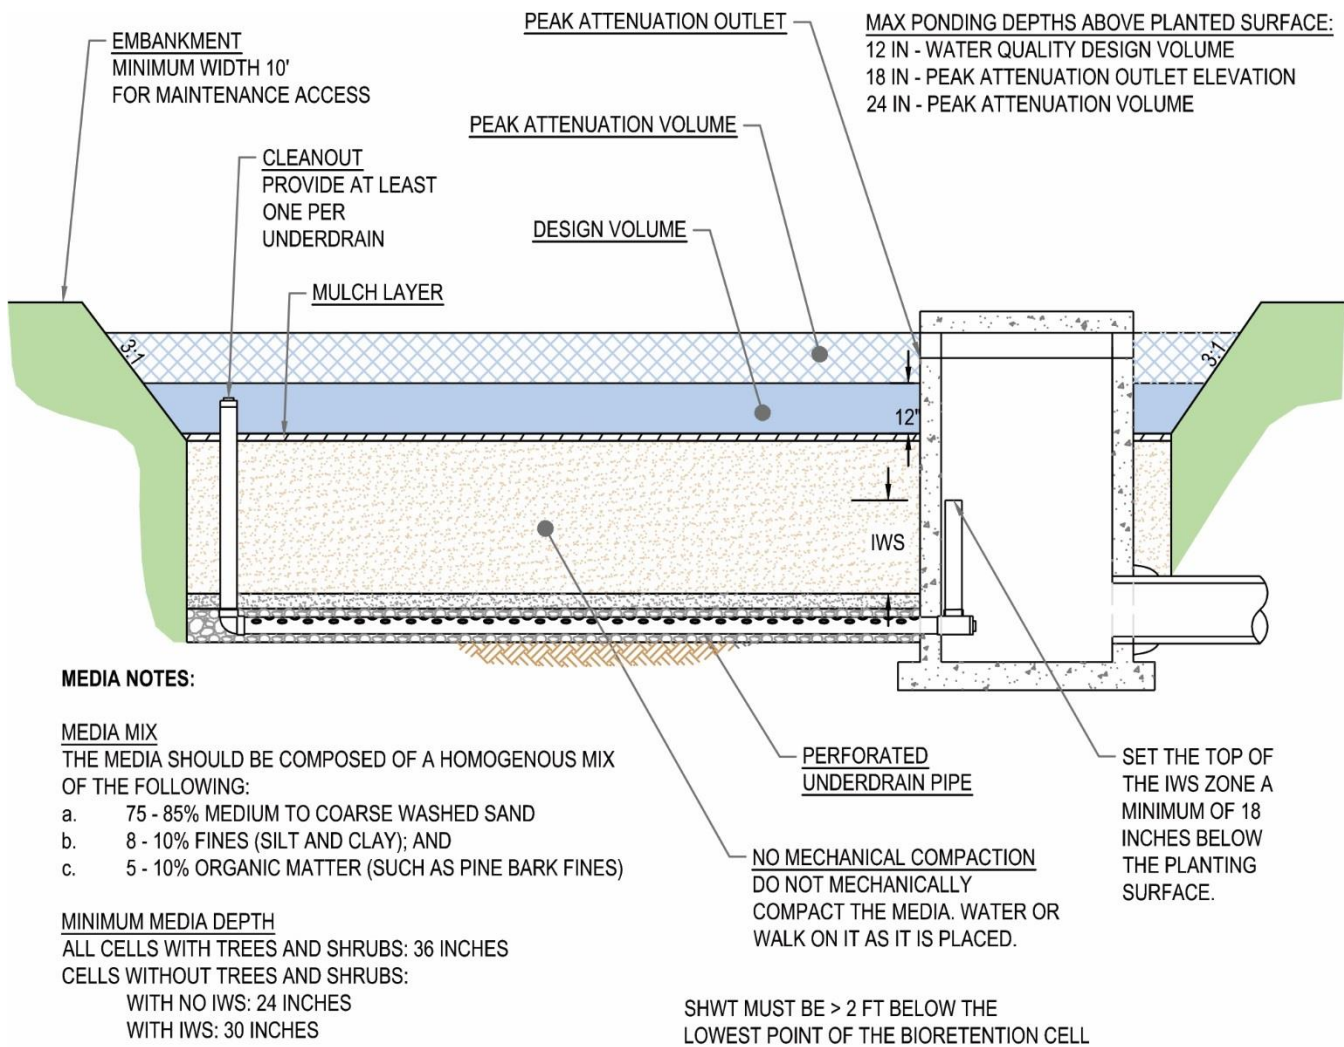 EMBANKMENT
MINIMUM WIDTH 10'
FOR MAINTENANCE ACCESS
PEAK ATTENUATION OUTLET
MAX PONDING DEPTHS ABOVE PLANTED SURFACE:
12 IN - WATER QUALITY DESIGN VOLUME
18 IN - PEAK ATTENUATION OUTLET ELEVATION
24 IN - PEAK ATTENUATION VOLUME
PEAK ATTENUATION VOLUME
CLEANOUT
PROVIDE AT LEAST
ONE PER
UNDERDRAIN
DESIGN VOLUME
MULCH LAYER
3:1
3:1
12"
IWS
MEDIA NOTES:
MEDIA MIX
THE MEDIA SHOULD BE COMPOSED OF A HOMOGENOUS MIX
OF THE FOLLOWING:
a. 75 - 85% MEDIUM TO COARSE WASHED SAND
b. 8 - 10% FINES (SILT AND CLAY); AND
c. 5 - 10% ORGANIC MATTER (SUCH AS PINE BARK FINES)
MINIMUM MEDIA DEPTH
ALL CELLS WITH TREES AND SHRUBS: 36 INCHES
CELLS WITHOUT TREES AND SHRUBS:
WITH NO IWS: 24 INCHES
WITH IWS: 30 INCHES
PERFORATED
UNDERDRAIN PIPE
NO MECHANICAL COMPACTION
DO NOT MECHANICALLY
COMPACT THE MEDIA. WATER OR
WALK ON IT AS IT IS PLACED.
SET THE TOP OF
THE IWS ZONE A
MINIMUM OF 18
INCHES BELOW
THE PLANTING
SURFACE.
SHWT MUST BE > 2 FT BELOW THE
LOWEST POINT OF THE BIORETENTION CELL